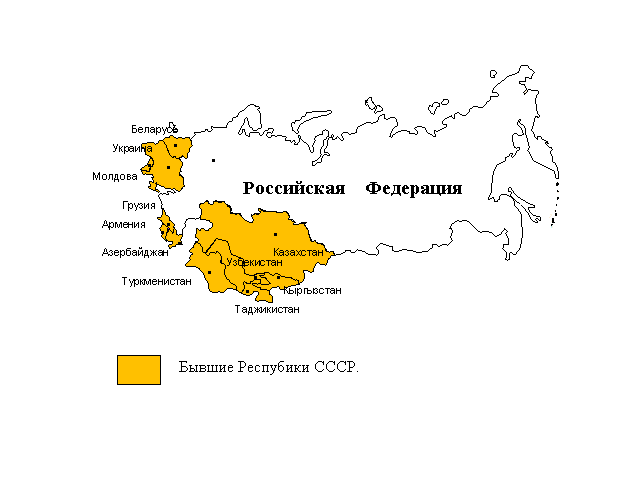 Беларусь
Украина
Молдова
Российская Федерация
Грузия
Армения
Азербайджан
Казахстан
Узбекистан
Туркменистан
Кыргызстан
Таджикистан
Бывшие Респубики СССР.